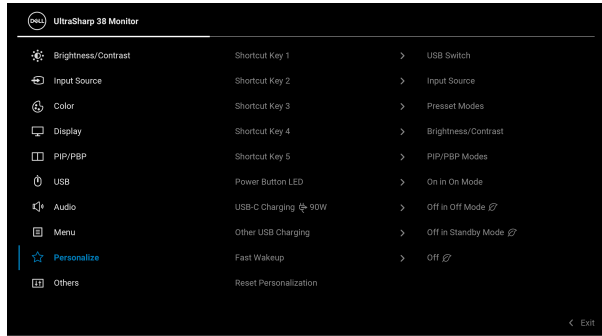 DELL UltraSharp 38 Monitor
Brightness/Contrast Shortcut Key 1 > USB Switch
Input Source Shortcut Key 2 > Input Source
Color Shortcut Key 3 > Presset Modes
Display Shortcut Key 4 > Brightness/Contrast
PIP/PBP Shortcut Key 5 > PIP/PBP Modes
USB Power Button LED > On in On Mode
Audio USB-C Charging 90W > Off in Off Mode
Menu Other USB Charging > Off in Standby Mode
Personalize Fast Wakeup > Off
Others Reset Personalization
< Exit